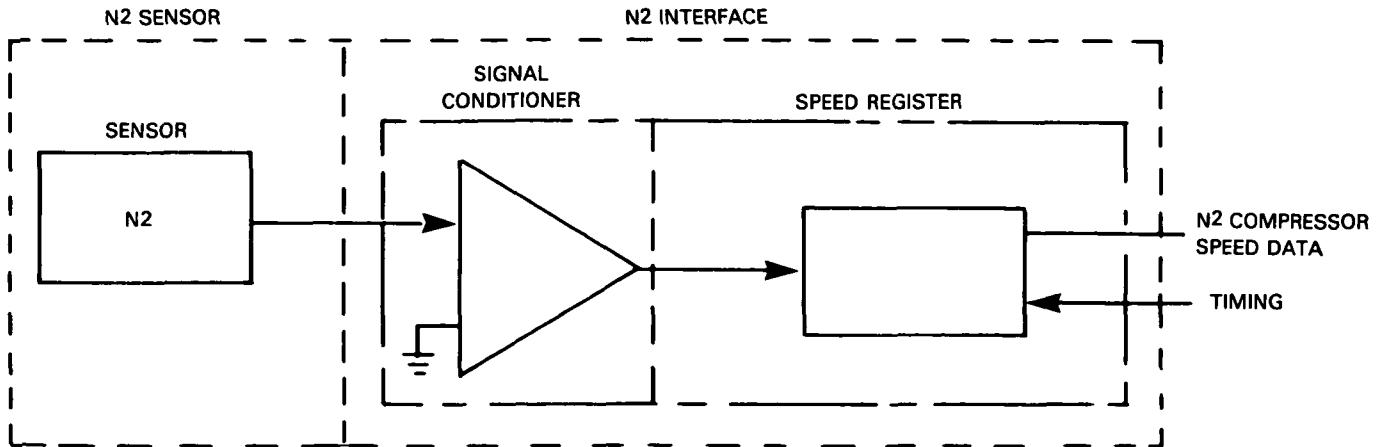 N2 SENSOR
N2 INTERFACE
SIGNAL
CONDITIONER
SPEED REGISTER
SENSOR
N2
N2 COMPRESSOR
SPEED DATA
TIMING